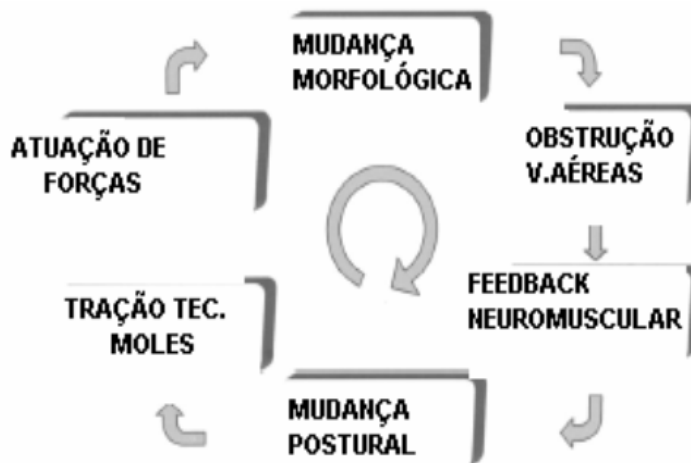 MUDANÇA
MORFOLÓGICA
OBSTRUÇÃO
V.AÉREAS
FEEDBACK
NEUROMUSCULAR
MUDANÇA
POSTURAL
TRAÇÃO TEC.
MOLES
ATUAÇÃO DE
FORÇAS